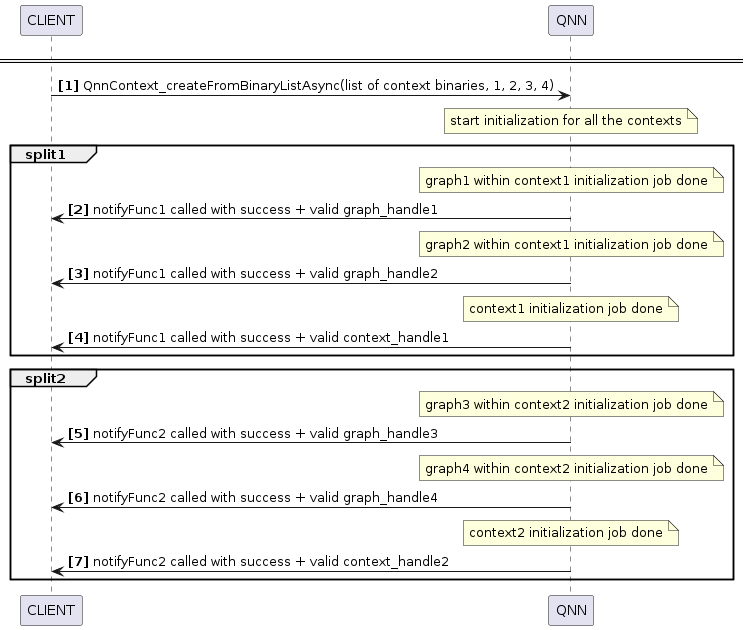 CLIENT QNN
[1] QnnContext_createFromBinaryListAsync(list of context binaries, 1, 2, 3, 4)
start initialization for all the contexts
split1
graph1 within context1 initialization job done
[2] notifyFunc1 called with success + valid graph_handle1
graph2 within context1 initialization job done
[3] notifyFunc1 called with success + valid graph_handle2
context1 initialization job done
[4] notifyFunc1 called with success + valid context_handle1
split2
graph3 within context2 initialization job done
[5] notifyFunc2 called with success + valid graph_handle3
graph4 within context2 initialization job done
[6] notifyFunc2 called with success + valid graph_handle4
context2 initialization job done
[7] notifyFunc2 called with success + valid context_handle2
CLIENT QNN